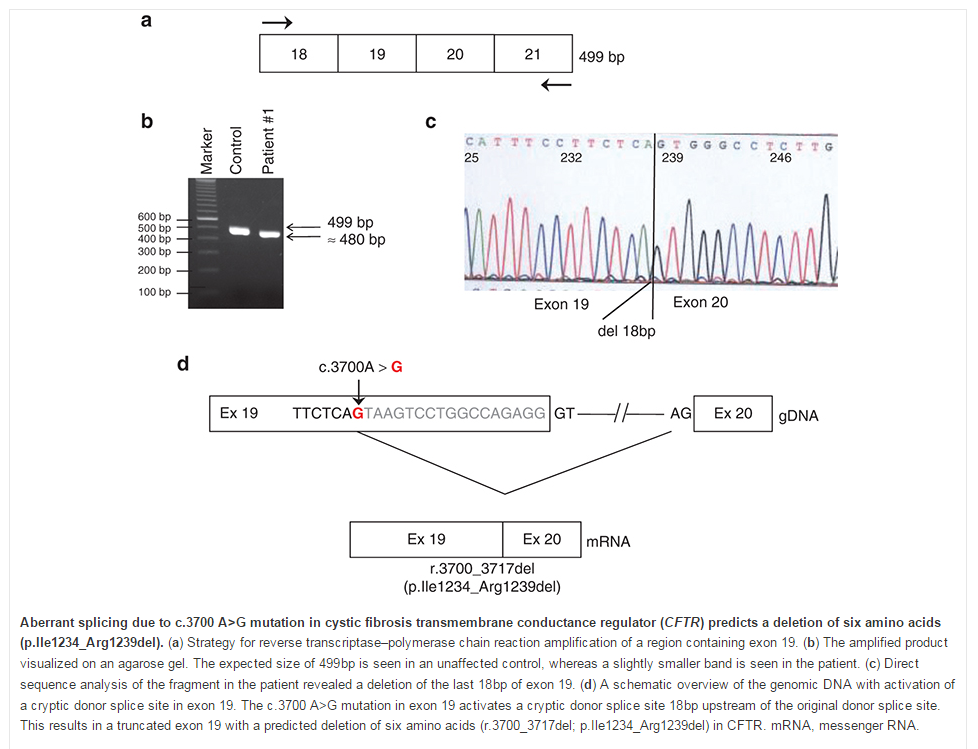 a
18 19 20 21 499 bp
b
Marker
Control
Patient #1
600 bp
500 bp
400 bp
300 bp
200 bp
100 bp
499 bp
≈ 480 bp
c
C A T T T C C T T C T C A G T G G G C C T C T T G
25 232 239 246
Exon 19 Exon 20
del 18bp
d
c.3700A > G
Ex 19 TTCTCAGTAAGTCCTGGCCAGAGG GT // AG Ex 20 gDNA
Ex 19 Ex 20 mRNA
r.3700_3717del
(p.Ile1234_Arg1239del)
Aberrant splicing due to c.3700 A>G mutation in cystic fibrosis transmembrane conductance regulator (CFTR) predicts a deletion of six amino acids
(p.Ile1234_Arg1239del). (a) Strategy for reverse transcriptase–polymerase chain reaction amplification of a region containing exon 19. (b) The amplified product
visualized on an agarose gel. The expected size of 499bp is seen in an unaffected control, whereas a slightly smaller band is seen in the patient. (c) Direct
sequence analysis of the fragment in the patient revealed a deletion of the last 18bp of exon 19. (d) A schematic overview of the genomic DNA with activation of
a cryptic donor splice site in exon 19. The c.3700 A>G mutation in exon 19 activates a cryptic donor splice site 18bp upstream of the original donor splice site.
This results in a truncated exon 19 with a predicted deletion of six amino acids (r.3700_3717del; p.Ile1234_Arg1239del) in CFTR. mRNA, messenger RNA.